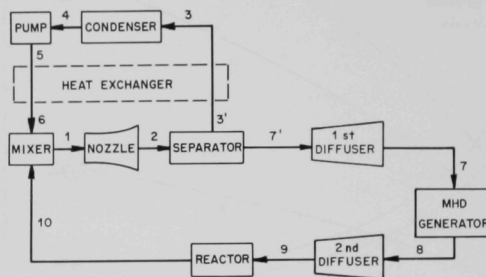 PUMP
4
CONDENSER
3
5
HEAT EXCHANGER
6
3'
MIXER
1
NOZZLE
2
SEPARATOR
7'
1st
DIFFUSER
7
MHD
GENERATOR
10
REACTOR
9
2nd
DIFFUSER
8